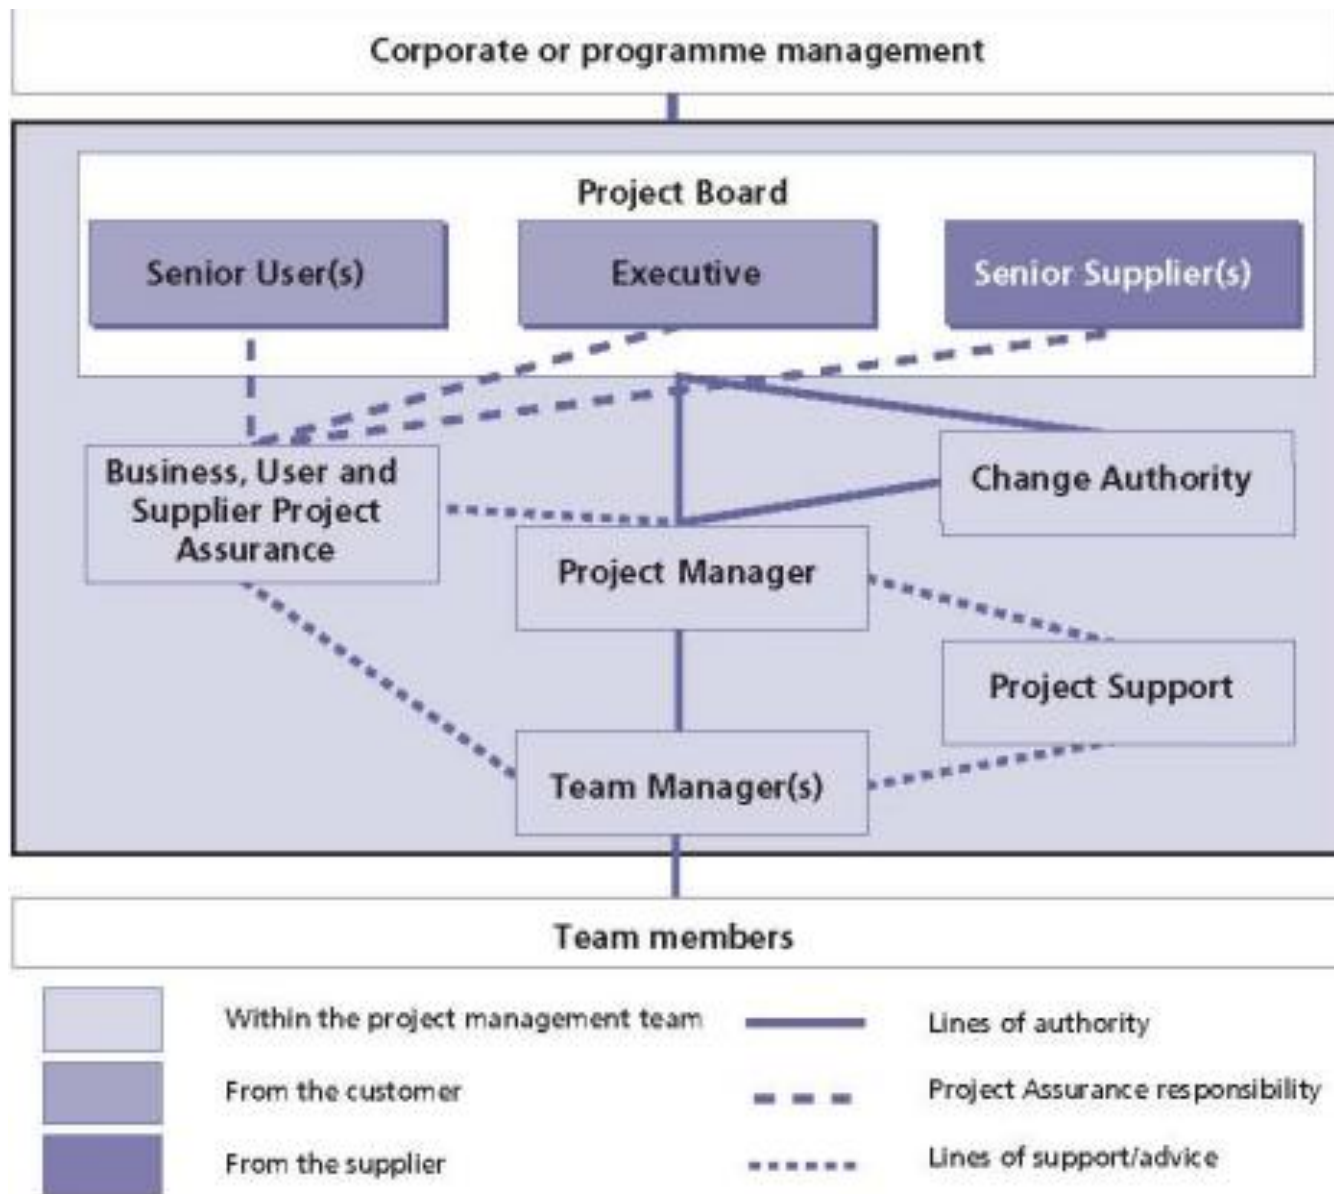 Corporate or programme management
Project Board
Senior User(s)
Executive
Senior Supplier(s)
Business, User and
Supplier Project
Assurance
Change Authority
Project Manager
Project Support
Team Manager(s)
Team members
Within the project management team
Lines of authority
From the customer
Project Assurance responsibility
From the supplier
Lines of support/advice